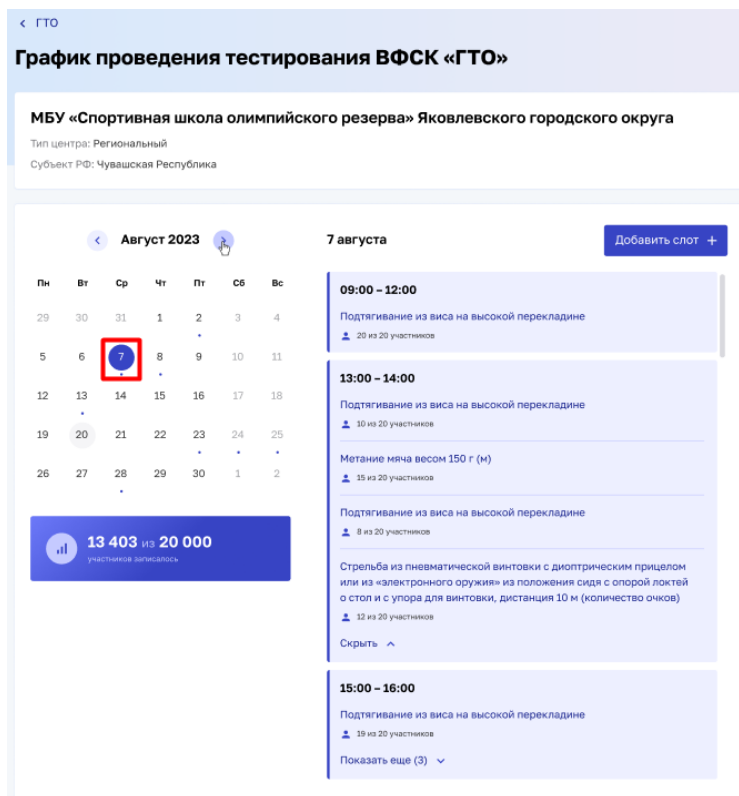 ГТО
График проведения тестирования ВФСК «ГТО»
МБУ «Спортивная школа олимпийского резерва» Яковлевского городского округа
Тип центра: Региональный
Субъект РФ: Чувашская Республика
Август 2023
Пн Вт Ср Чт Пт Сб Вс
29 30 31 1 2 3 4
5 6 7 8 9 10 11
12 13 14 15 16 17 18
19 20 21 22 23 24 25
26 27 28 29 30 1 2
13 403 из 20 000
участников записалось
7 августа
Добавить слот +
09:00 – 12:00
Подтягивание из виса на высокой перекладине
20 из 20 участников
13:00 – 14:00
Подтягивание из виса на высокой перекладине
10 из 20 участников
Метание мяча весом 150 г (м)
15 из 20 участников
Подтягивание из виса на высокой перекладине
8 из 20 участников
Стрельба из пневматической винтовки с диоптрическим прицелом
или из «электронного оружия» из положения сидя с опорой локтей
о стол и с упора для винтовки, дистанция 10 м (количество очков)
12 из 20 участников
Скрыть
15:00 – 16:00
Подтягивание из виса на высокой перекладине
19 из 20 участников
Показать еще (3)